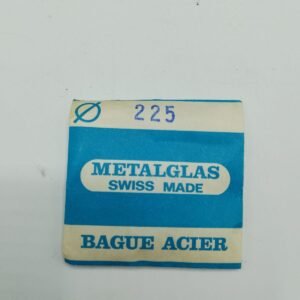 Ø 225
METALGLAS
SWISS MADE
BAGUE ACIER